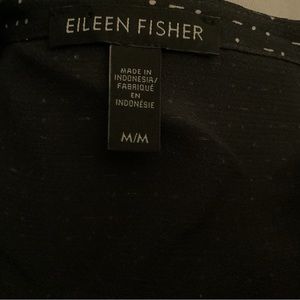 EILEEN FISHER
MADE IN
INDONESIA/
FABRIQUÉ
EN
INDONÉSIE
M/M